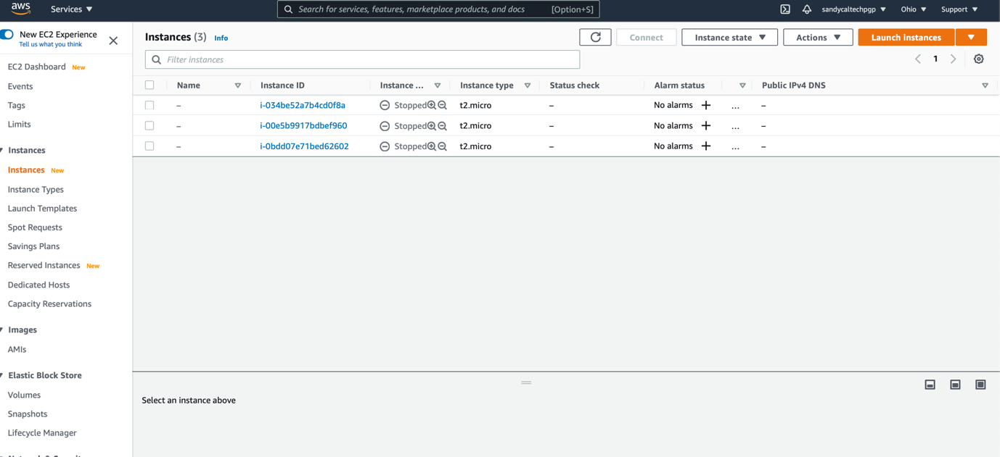 aws Services Search for services, features, marketplace products, and docs [Option+S] sandycaltechpgp Ohio Support
New EC2 Experience
Tell us what you think
EC2 Dashboard New
Events
Tags
Limits
Instances
Instances New
Instance Types
Launch Templates
Spot Requests
Savings Plans
Reserved Instances New
Dedicated Hosts
Capacity Reservations
Images
AMIs
Elastic Block Store
Volumes
Snapshots
Lifecycle Manager
Instances (3) Info Connect Instance state Actions Launch instances
Filter instances 1
Name Instance ID Instance ... Instance type Status check Alarm status Public IPv4 DNS
– i-034be52a7b4cd0f8a Stopped t2.micro – No alarms + ... –
– i-00e5b9917bdbef960 Stopped t2.micro – No alarms + ... –
– i-0bdd07e71bed62602 Stopped t2.micro – No alarms + ... –
Select an instance above